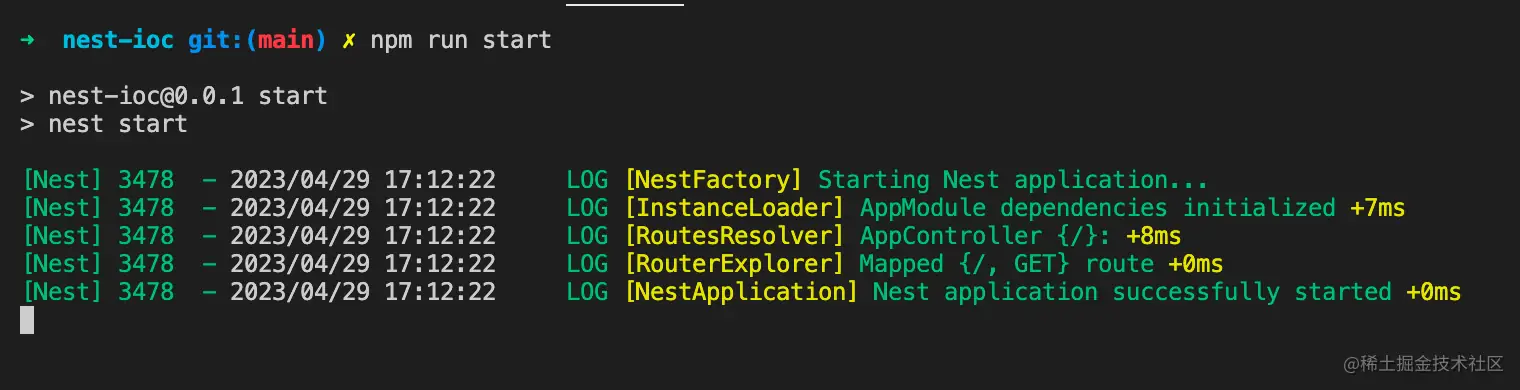 ➜ nest-ioc git:(main) ✗ npm run start
> nest-ioc@0.0.1 start
> nest start
[Nest] 3478 - 2023/04/29 17:12:22 LOG [NestFactory] Starting Nest application...
[Nest] 3478 - 2023/04/29 17:12:22 LOG [InstanceLoader] AppModule dependencies initialized +7ms
[Nest] 3478 - 2023/04/29 17:12:22 LOG [RoutesResolver] AppController {/}: +8ms
[Nest] 3478 - 2023/04/29 17:12:22 LOG [RouterExplorer] Mapped {/, GET} route +0ms
[Nest] 3478 - 2023/04/29 17:12:22 LOG [NestApplication] Nest application successfully started +0ms
@稀土掘金技术社区